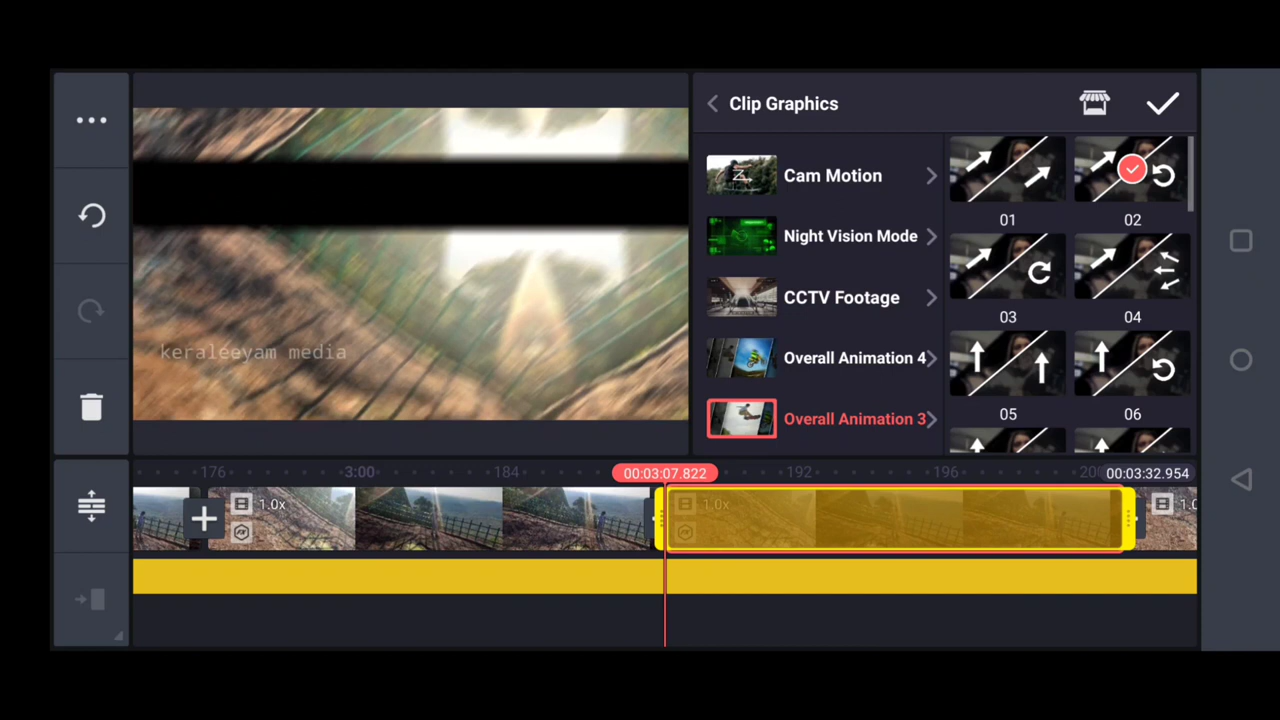 Clip Graphics
Cam Motion
Night Vision Mode
CCTV Footage
Overall Animation 4
Overall Animation 3
01
02
03
04
05
06
keraleeyam media
176
3:00
184
00:03:07.822
192
196
00:03:32.954
1.0x
1.0x